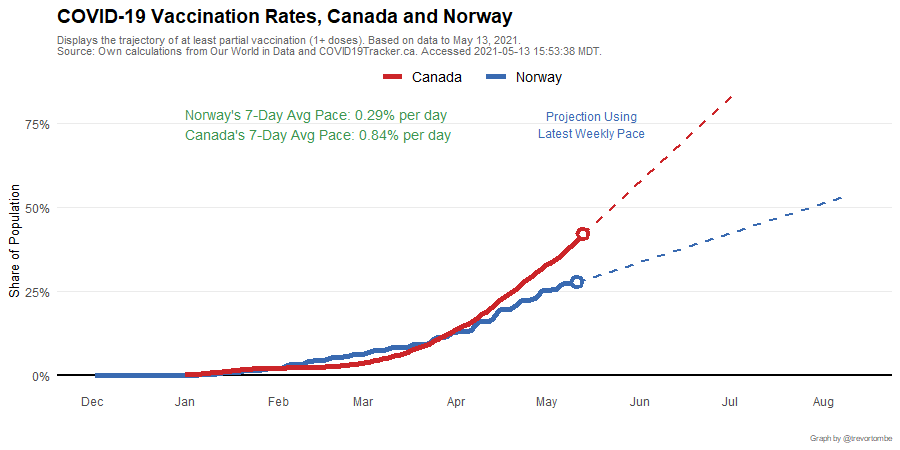 COVID-19 Vaccination Rates, Canada and Norway
Displays the trajectory of at least partial vaccination (1+ doses). Based on data to May 13, 2021.
Source: Own calculations from Our World in Data and COVID19Tracker.ca. Accessed 2021-05-13 15:53:38 MDT.
Canada Norway
Norway's 7-Day Avg Pace: 0.29% per day
Canada's 7-Day Avg Pace: 0.84% per day
Projection Using
Latest Weekly Pace
Share of Population
75%
50%
25%
0%
Dec Jan Feb Mar Apr May Jun Jul Aug
Graph by @trevortombe